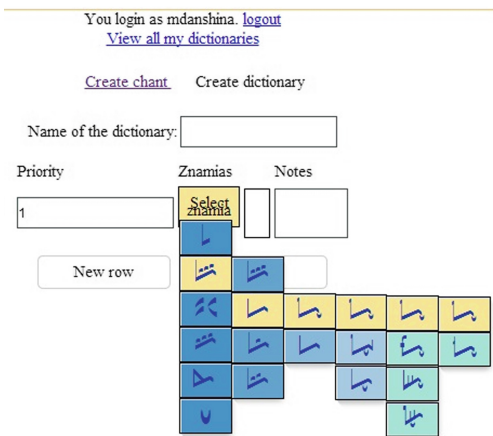 You login as mdanshina. logout
View all my dictionaries
Create chant Create dictionary
Name of the dictionary:
Priority Znamias Notes
1 Select
znamia
New row